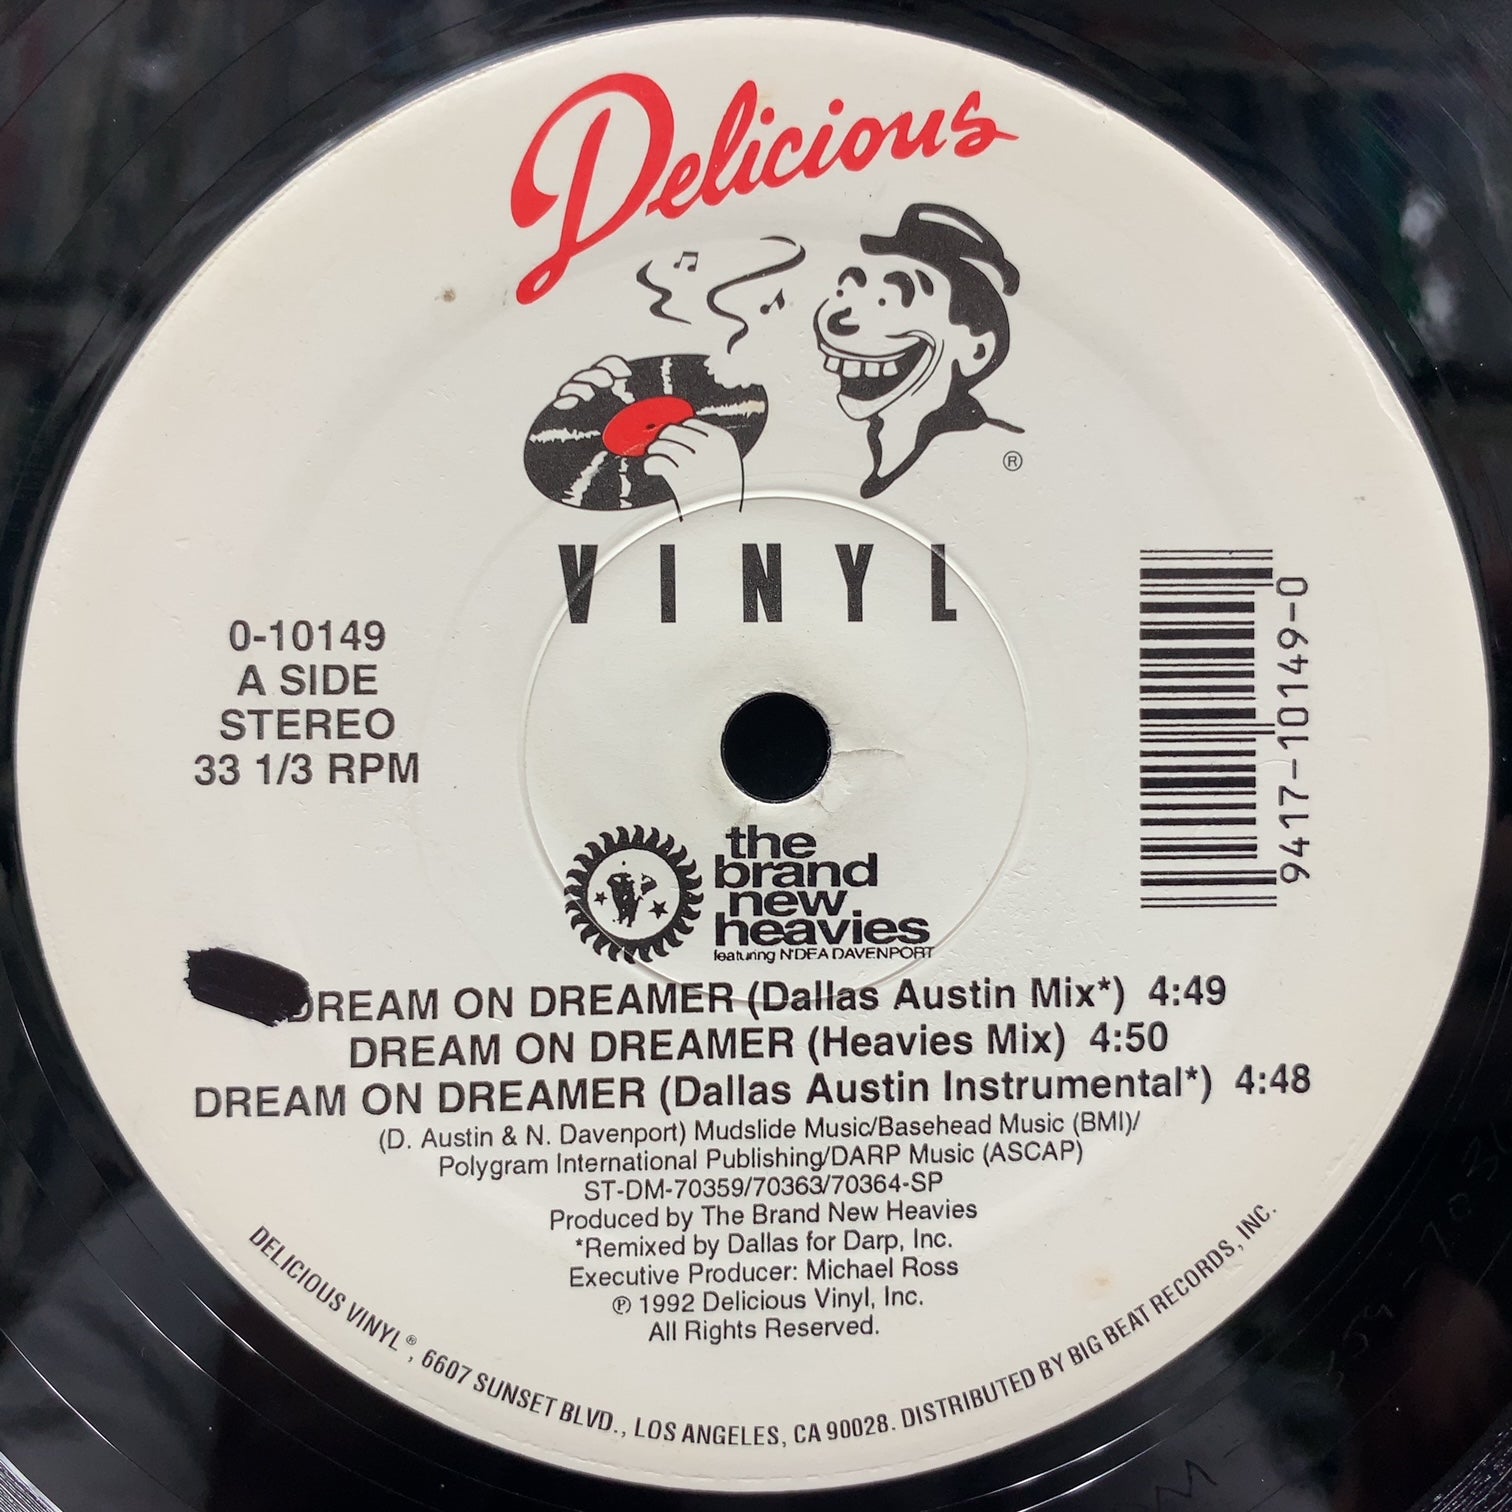 Delicious
®
VINYL
0-10149
A SIDE
STEREO
33 1/3 RPM
9417-10149-0
the
brand
new
heavies
featuring N'DEA DAVENPORT
DREAM ON DREAMER (Dallas Austin Mix*) 4:49
DREAM ON DREAMER (Heavies Mix) 4:50
DREAM ON DREAMER (Dallas Austin Instrumental*) 4:48
(D. Austin & N. Davenport) Mudslide Music/Basehead Music (BMI)/
Polygram International Publishing/DARP Music (ASCAP)
ST-DM-70359/70363/70364-SP
Produced by The Brand New Heavies
*Remixed by Dallas for Darp, Inc.
Executive Producer: Michael Ross
℗ 1992 Delicious Vinyl, Inc.
All Rights Reserved.
DELICIOUS VINYL®, 6607 SUNSET BLVD., LOS ANGELES, CA 90028. DISTRIBUTED BY BIG BEAT RECORDS, INC.